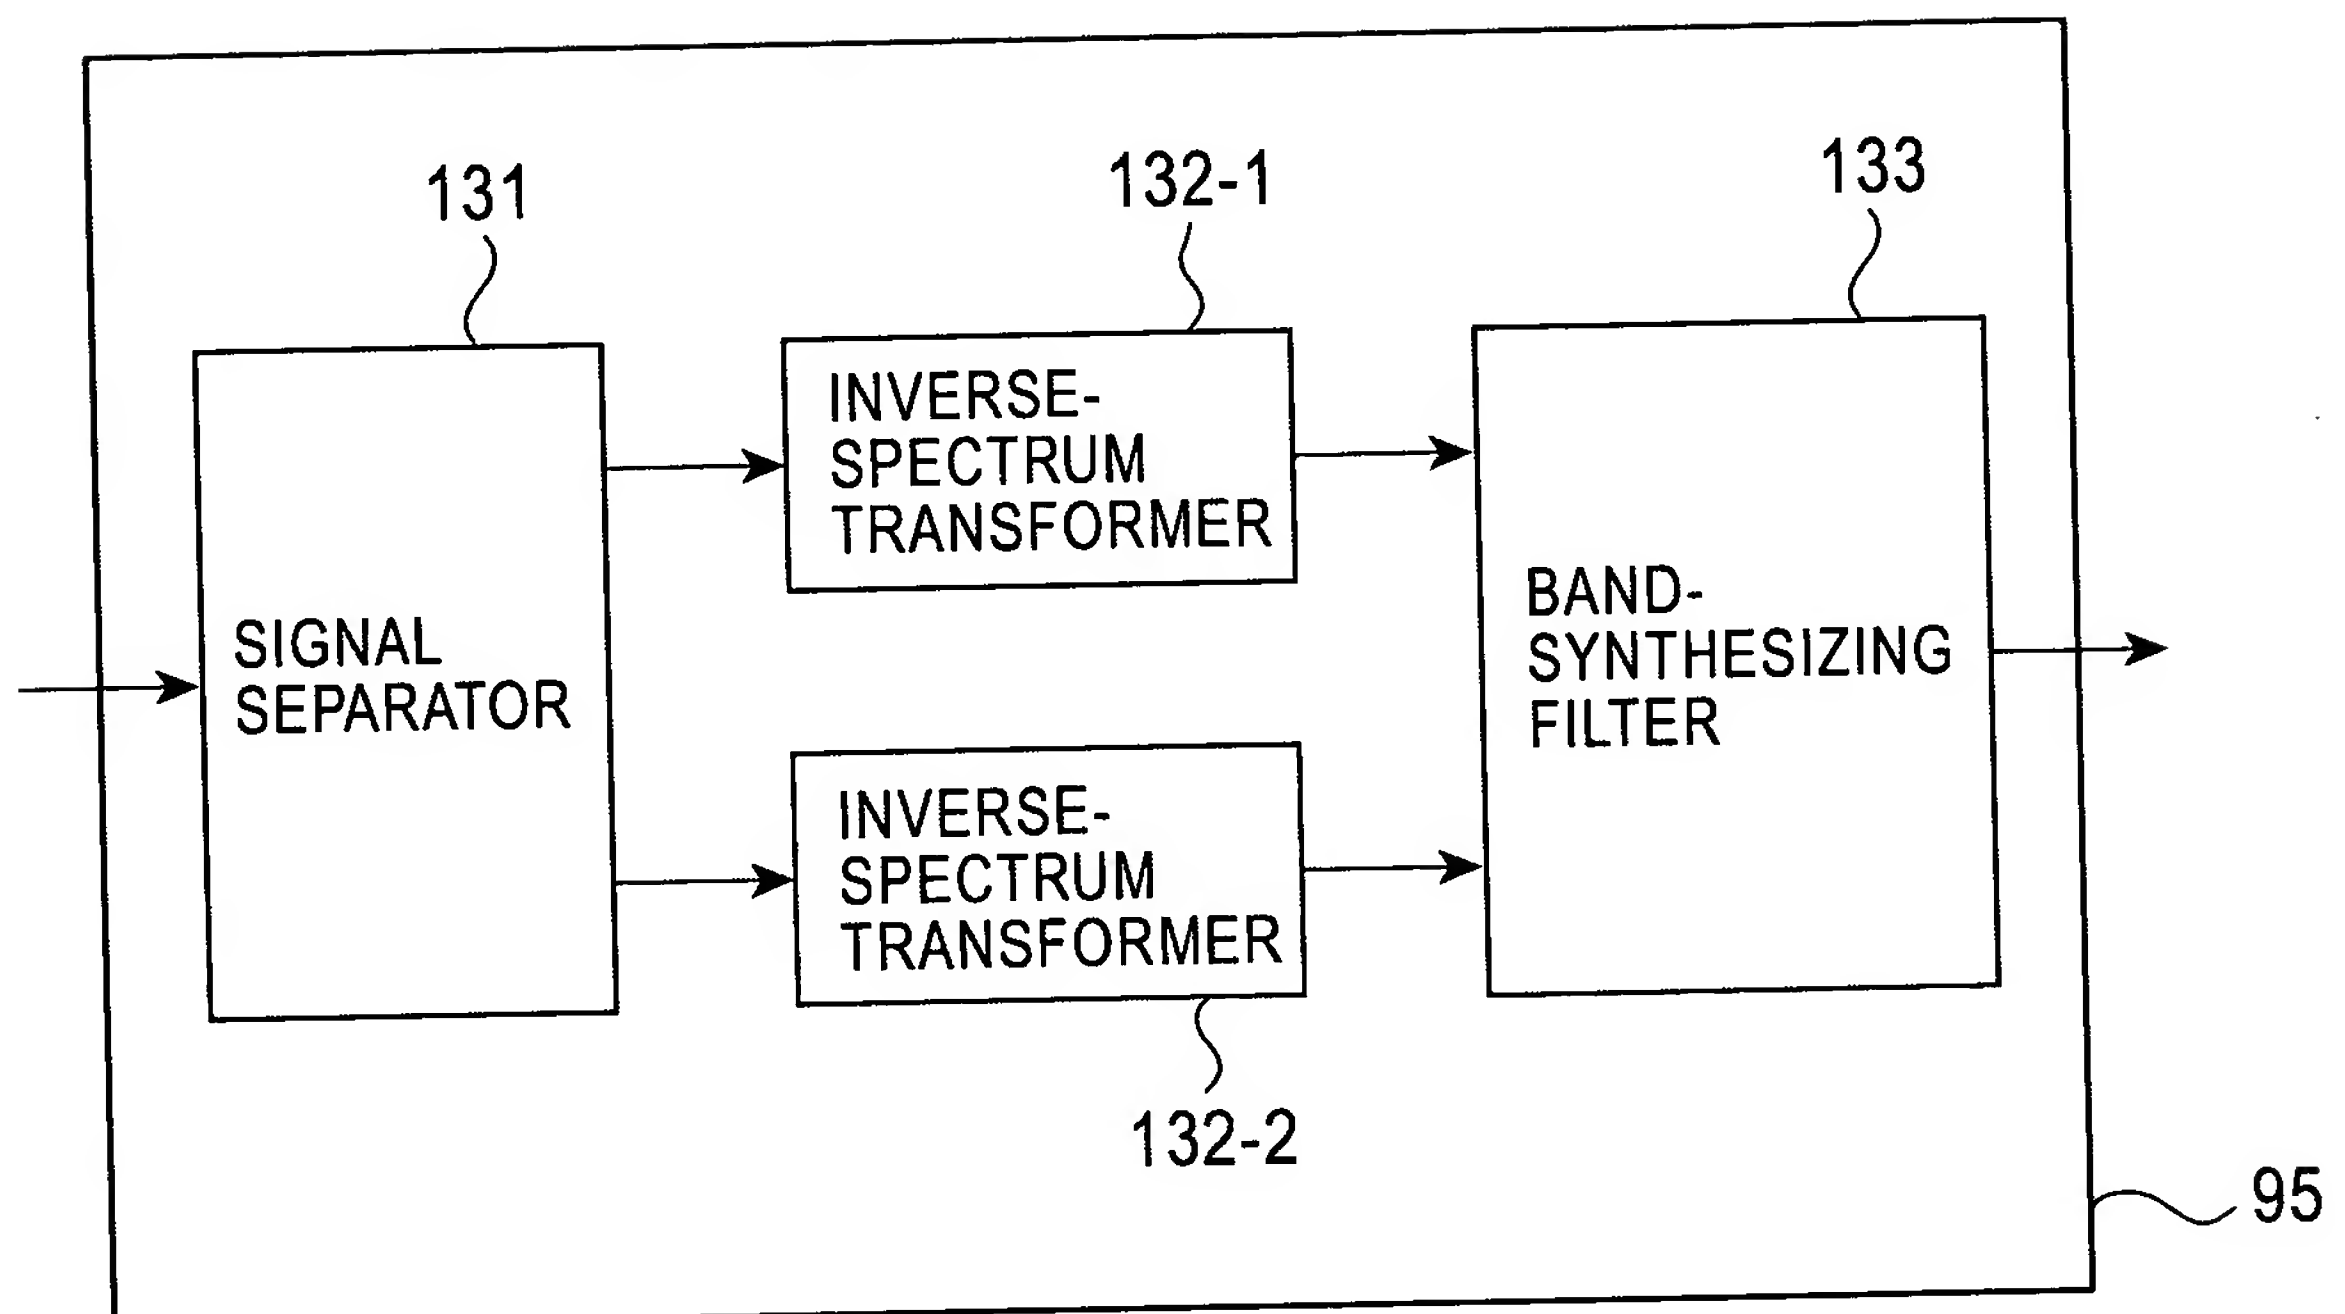 131
132-1
133
SIGNAL
SEPARATOR
INVERSE-
SPECTRUM
TRANSFORMER
INVERSE-
SPECTRUM
TRANSFORMER
BAND-
SYNTHESIZING
FILTER
132-2
95